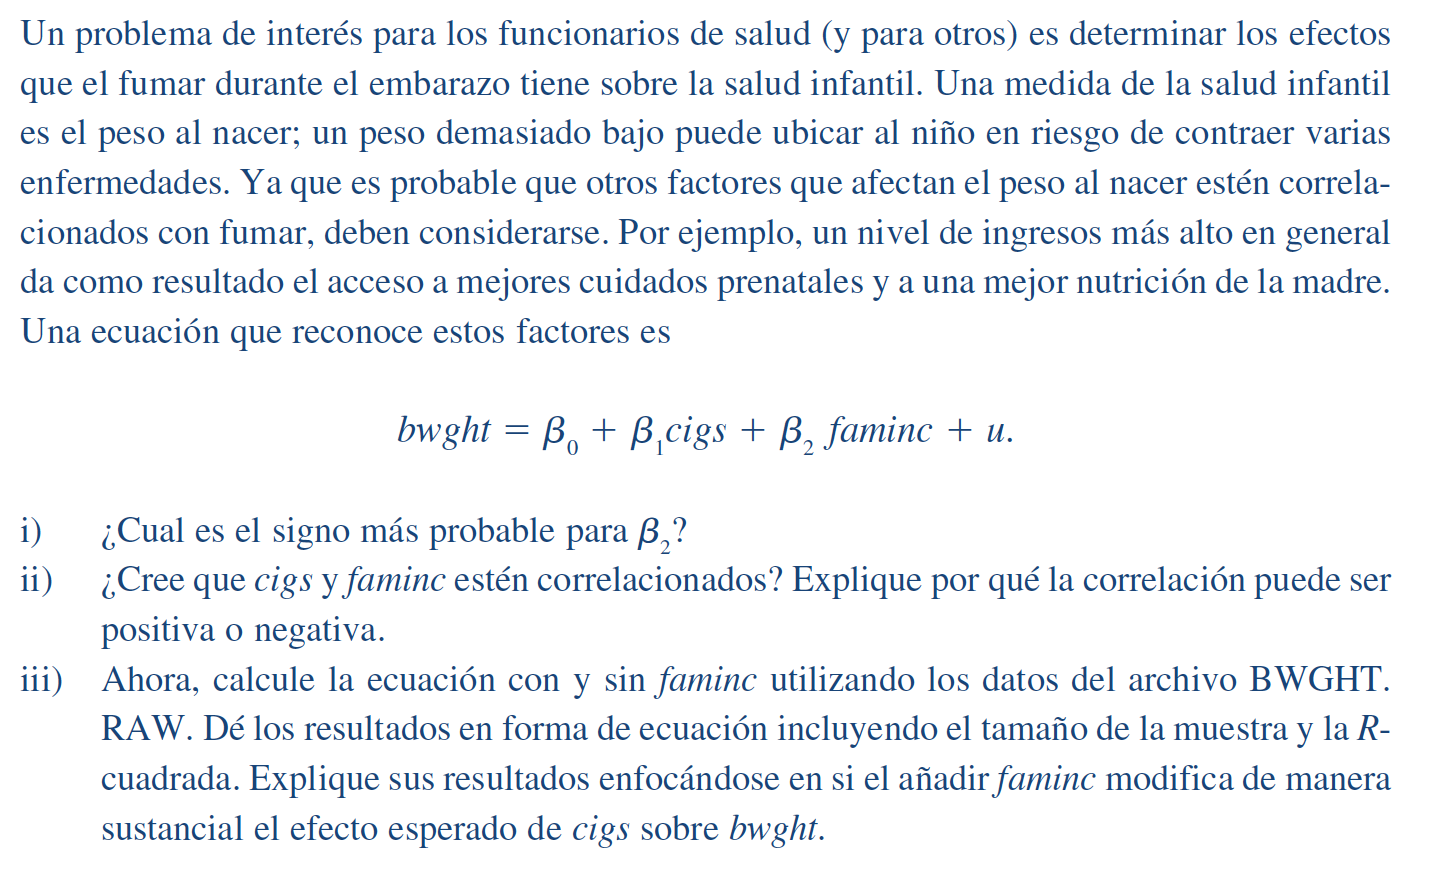 Un problema de interés para los funcionarios de salud (y para otros) es determinar los efectos
que el fumar durante el embarazo tiene sobre la salud infantil. Una medida de la salud infantil
es el peso al nacer; un peso demasiado bajo puede ubicar al niño en riesgo de contraer varias
enfermedades. Ya que es probable que otros factores que afectan el peso al nacer estén correla-
cionados con fumar, deben considerarse. Por ejemplo, un nivel de ingresos más alto en general
da como resultado el acceso a mejores cuidados prenatales y a una mejor nutrición de la madre.
Una ecuación que reconoce estos factores es
bwght = β₀ + β₁cigs + β₂ faminc + u.
i) ¿Cual es el signo más probable para β₂?
ii) ¿Cree que cigs y faminc estén correlacionados? Explique por qué la correlación puede ser
positiva o negativa.
iii) Ahora, calcule la ecuación con y sin faminc utilizando los datos del archivo BWGHT.
RAW. Dé los resultados en forma de ecuación incluyendo el tamaño de la muestra y la R-
cuadrada. Explique sus resultados enfocándose en si el añadir faminc modifica de manera
sustancial el efecto esperado de cigs sobre bwght.